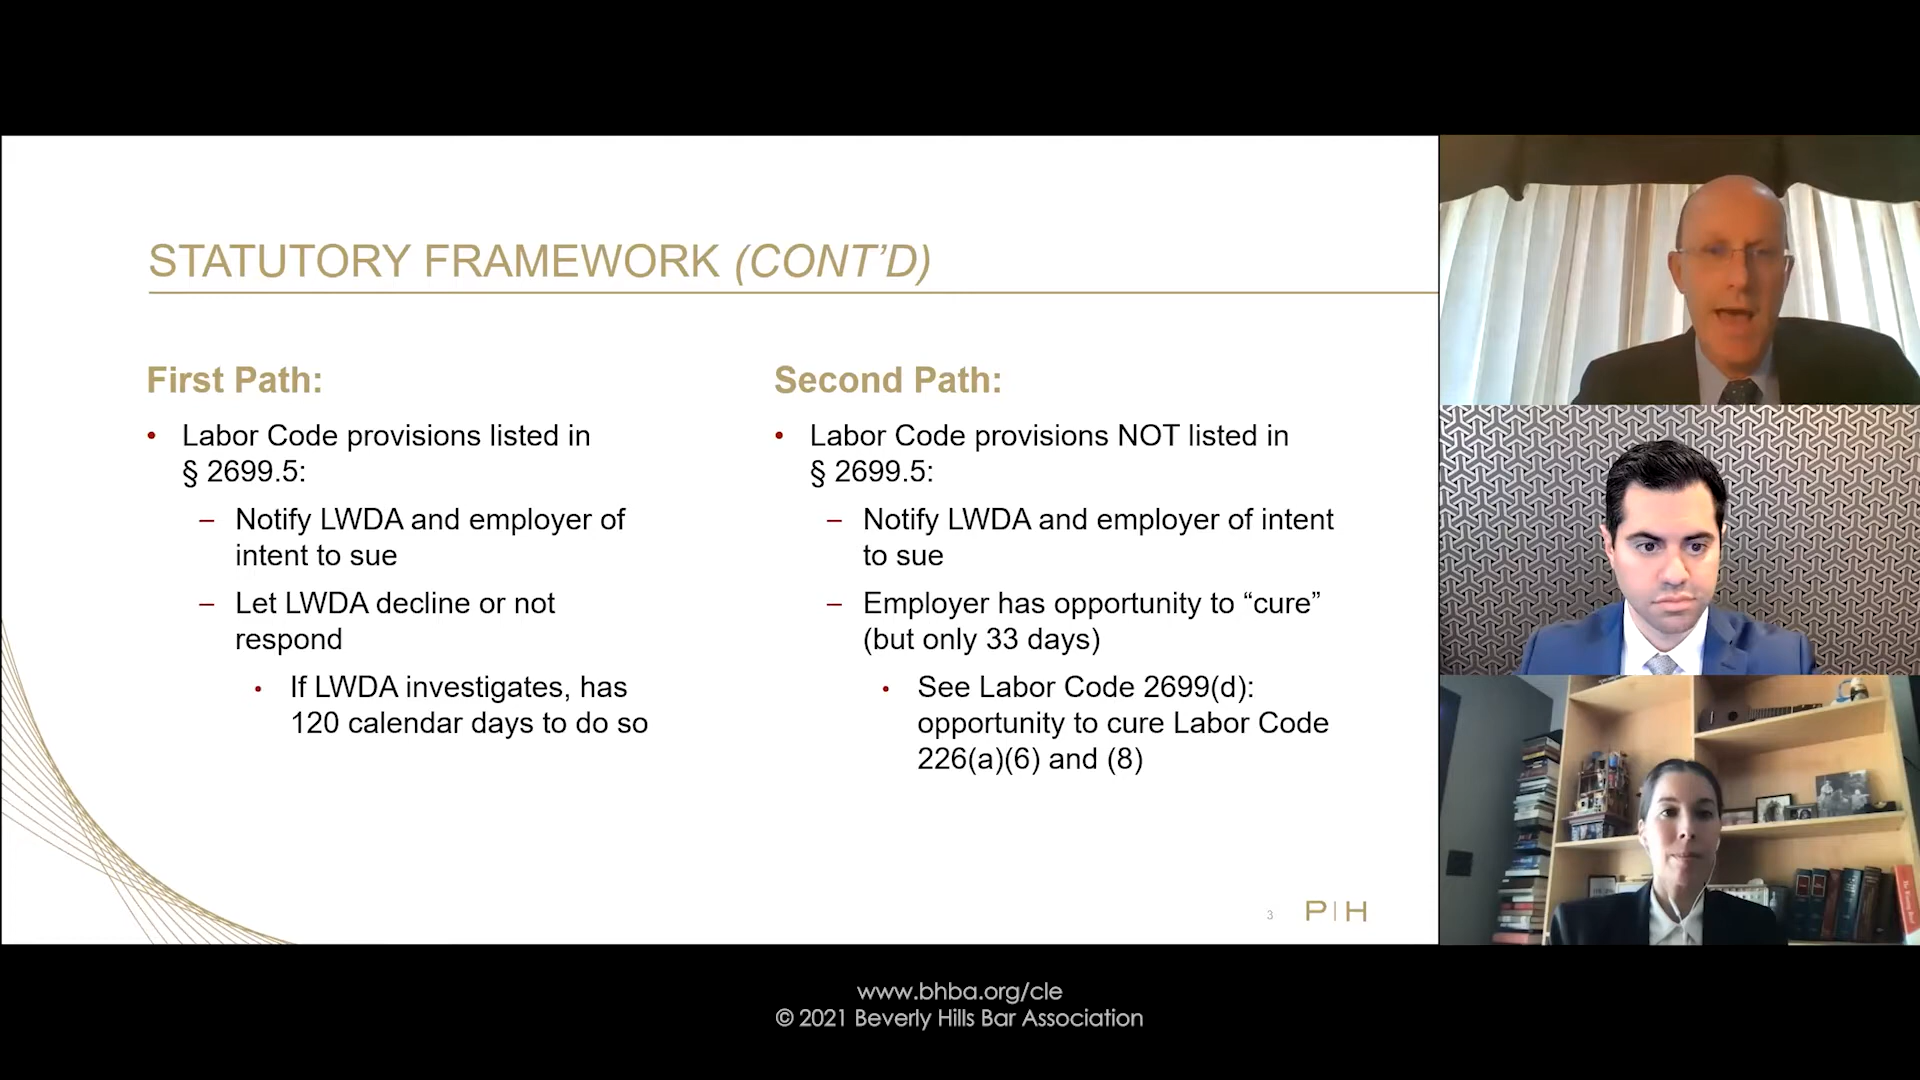 STATUTORY FRAMEWORK (CONT’D)
First Path:
• Labor Code provisions listed in
§ 2699.5:
– Notify LWDA and employer of
intent to sue
– Let LWDA decline or not
respond
• If LWDA investigates, has
120 calendar days to do so
Second Path:
• Labor Code provisions NOT listed in
§ 2699.5:
– Notify LWDA and employer of intent
to sue
– Employer has opportunity to “cure”
(but only 33 days)
• See Labor Code 2699(d):
opportunity to cure Labor Code
226(a)(6) and (8)
3
P|H
www.bhba.org/cle
© 2021 Beverly Hills Bar Association